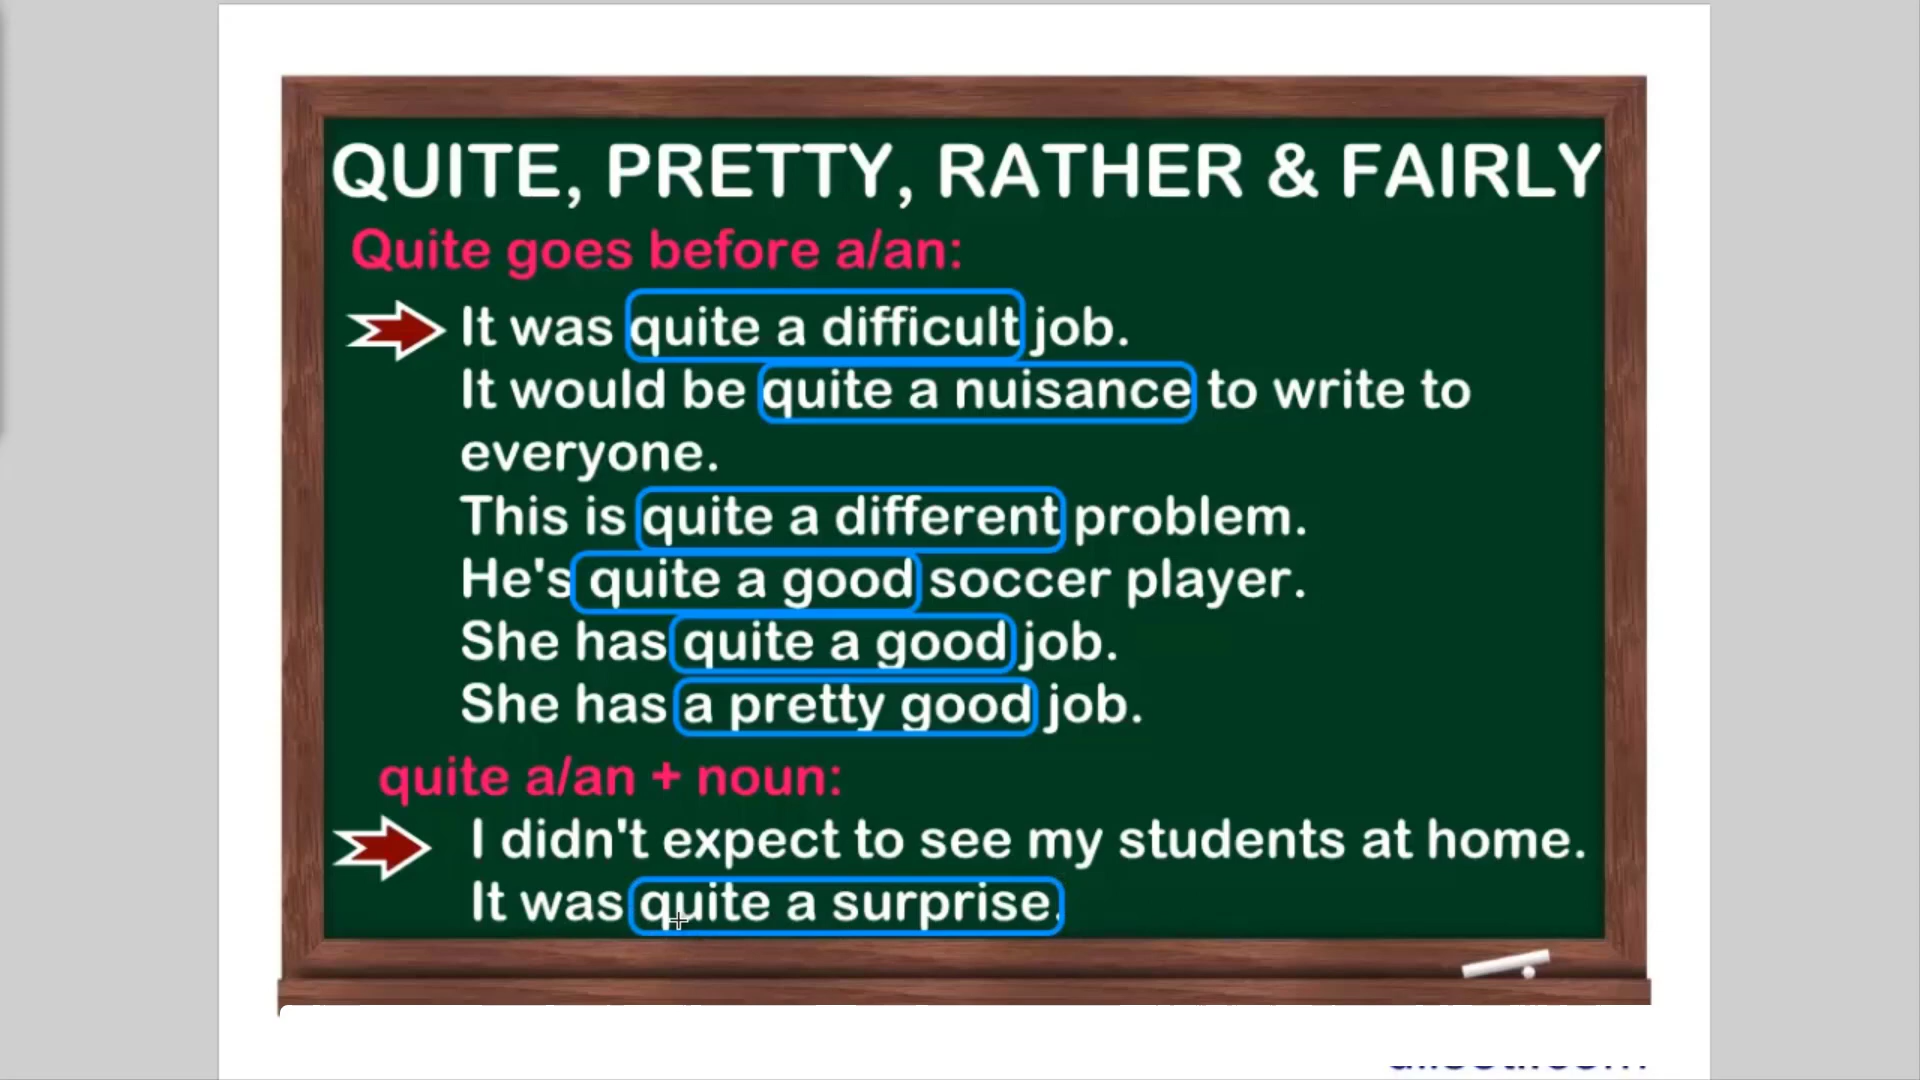 QUITE, PRETTY, RATHER & FAIRLY
Quite goes before a/an:
It was quite a difficult job.
It would be quite a nuisance to write to
everyone.
This is quite a different problem.
He's quite a good soccer player.
She has quite a good job.
She has a pretty good job.
quite a/an + noun:
I didn't expect to see my students at home.
It was quite a surprise.